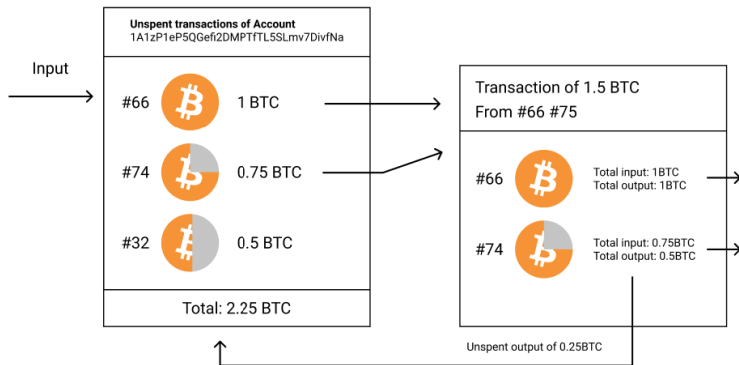 Unspent transactions of Account
1A1zP1eP5QGefi2DMPTfTL5SLmv7DivfNa
Input
#66 1 BTC
#74 0.75 BTC
#32 0.5 BTC
Total: 2.25 BTC
Transaction of 1.5 BTC
From #66 #75
#66
Total input: 1BTC
Total output: 1BTC
#74
Total input: 0.75BTC
Total output: 0.5BTC
Unspent output of 0.25BTC